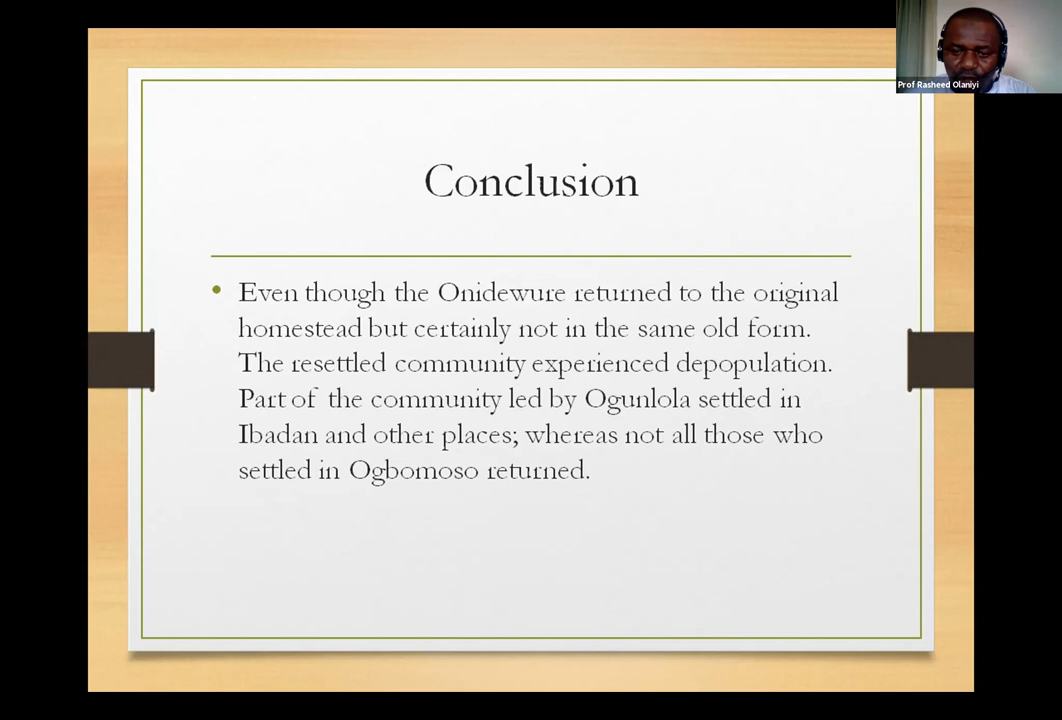 Prof Rasheed Olaniyi
Conclusion
• Even though the Onidewure returned to the original
homestead but certainly not in the same old form.
The resettled community experienced depopulation.
Part of the community led by Ogunlola settled in
Ibadan and other places; whereas not all those who
settled in Ogbomoso returned.